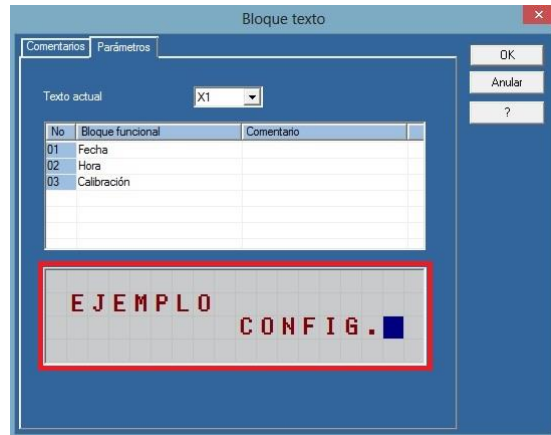 Bloque texto
Comentarios Parámetros
OK
Anular
?
Texto actual X1
No Bloque funcional Comentario
01 Fecha
02 Hora
03 Calibración
EJEMPLO
CONFIG.